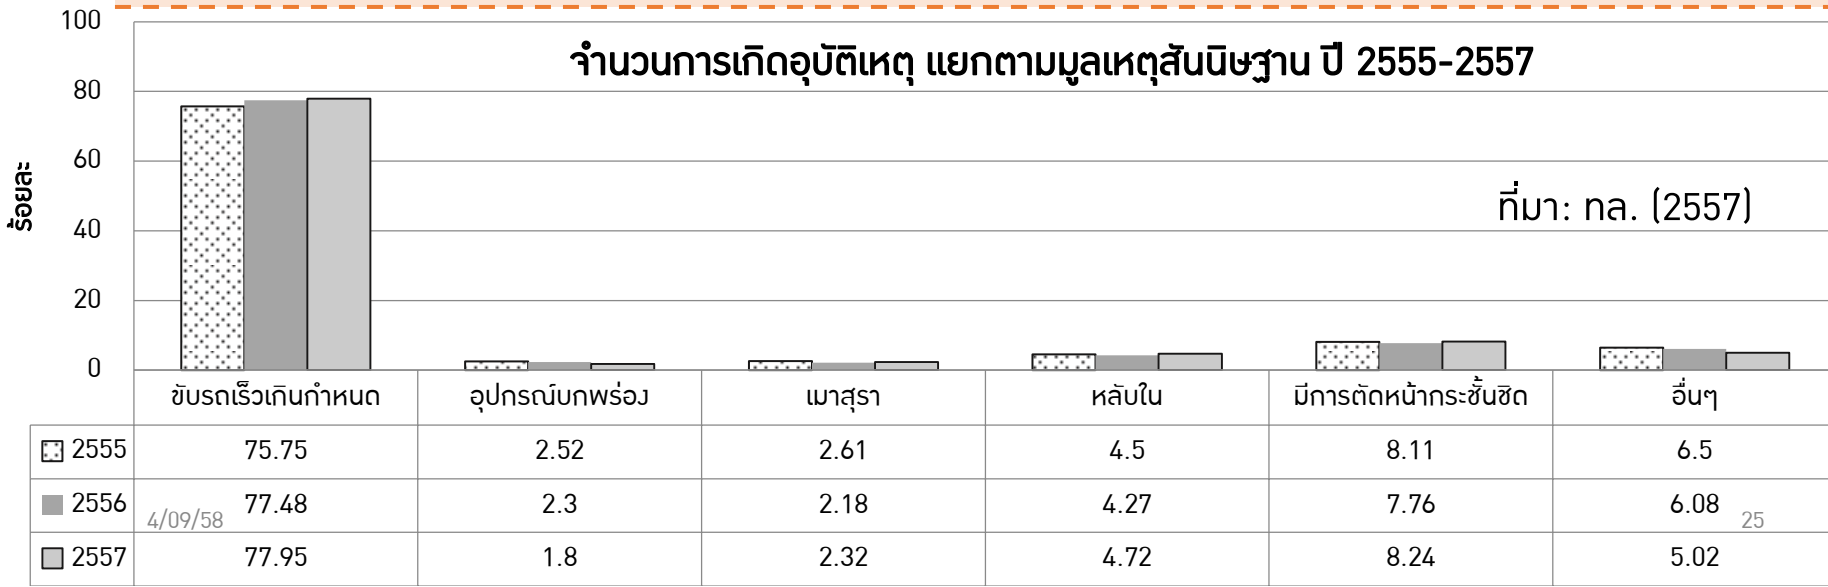 จำนวนการเกิดอุบัติเหตุ แยกตามมูลเหตุสันนิษฐาน ปี 2555-2557
ที่มา: ทล. (2557)
ร้อยละ
100
80
60
40
20
0
ขับรถเร็วเกินกำหนด อุปกรณ์บกพร่อง เมาสุรา หลับใน มีการตัดหน้ากระชั้นชิด อื่นๆ
2555 75.75 2.52 2.61 4.5 8.11 6.5
2556 77.48 2.3 2.18 4.27 7.76 6.08
4/09/58 25
2557 77.95 1.8 2.32 4.72 8.24 5.02